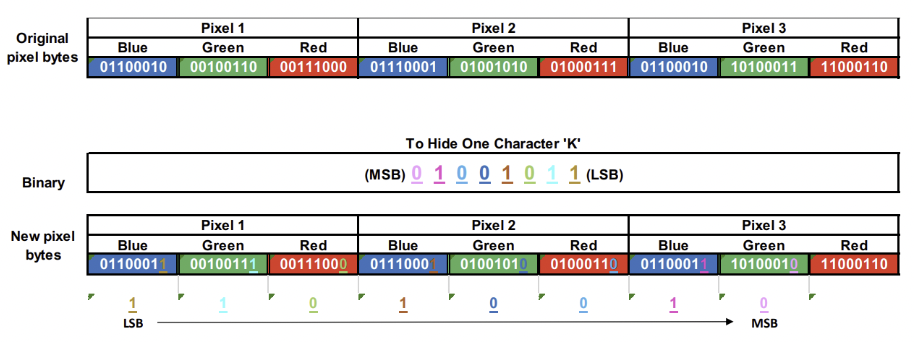 Pixel 1 Pixel 2 Pixel 3
Original pixel bytes
Blue Green Red Blue Green Red Blue Green Red
01100010 00100110 00111000 01110001 01001010 01000111 01100010 10100011 11000110
To Hide One Character 'K'
Binary
(MSB) 0 1 0 0 1 0 1 1 (LSB)
Pixel 1 Pixel 2 Pixel 3
New pixel bytes
Blue Green Red Blue Green Red Blue Green Red
01100011 00100111 00111000 01110001 01001010 01000110 01100011 10100010 11000110
1 1 0 1 0 0 1 0
LSB MSB